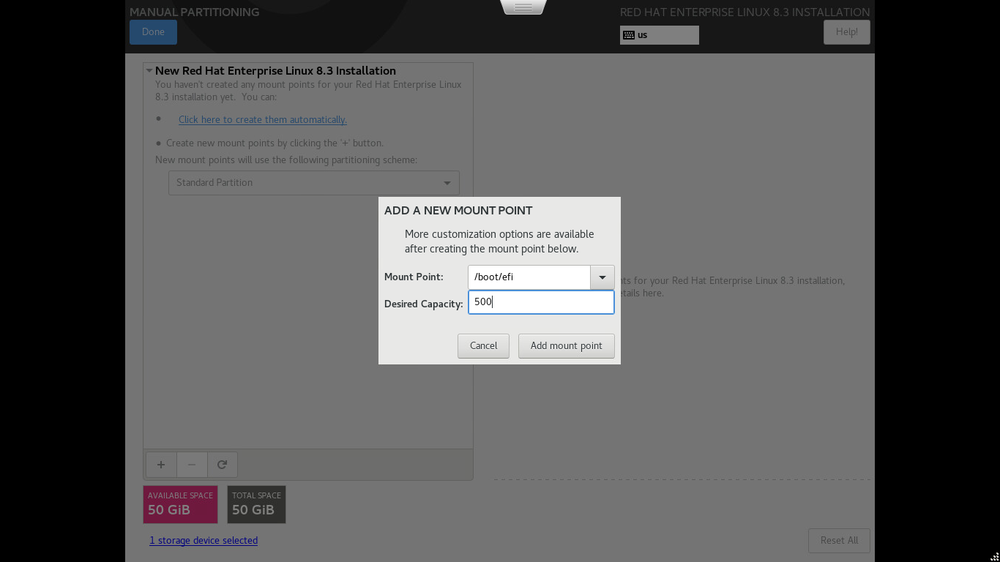 MANUAL PARTITIONING
RED HAT ENTERPRISE LINUX 8.3 INSTALLATION
Done
us
Help!
New Red Hat Enterprise Linux 8.3 Installation
You haven't created any mount points for your Red Hat Enterprise Linux
8.3 installation yet.  You can:
Click here to create them automatically.
Create new mount points by clicking the '+' button.
New mount points will use the following partitioning scheme:
Standard Partition
ADD A NEW MOUNT POINT
More customization options are available
after creating the mount point below.
Mount Point:
/boot/efi
Desired Capacity:
500
Cancel
Add mount point
for your Red Hat Enterprise Linux 8.3 installation,
here.
AVAILABLE SPACE
50 GiB
TOTAL SPACE
50 GiB
1 storage device selected
Reset All